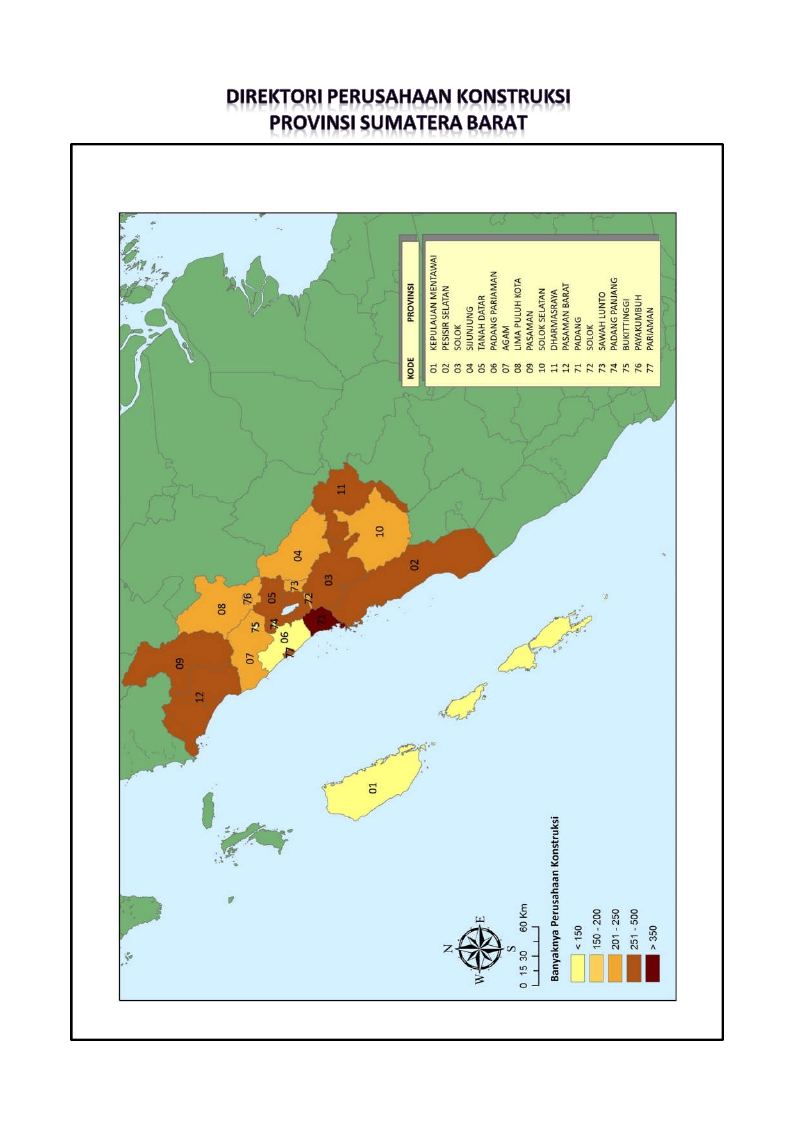 DIREKTORI PERUSAHAAN KONSTRUKSI
PROVINSI SUMATERA BARAT
KODE PROVINSI
01 KEPULAUAN MENTAWAI
02 PESISIR SELATAN
03 SOLOK
04 SIJUNJUNG
05 TANAH DATAR
06 PADANG PARIAMAN
07 AGAM
08 LIMA PULUH KOTA
09 PASAMAN
10 SOLOK SELATAN
11 DHARMASRAYA
12 PASAMAN BARAT
71 PADANG
72 SOLOK
73 SAWAH LUNTO
74 PADANG PANJANG
75 BUKITTINGGI
76 PAYAKUMBUH
77 PARIAMAN
09
12
08
76
07
75
74
05
06
77
71
72
73
03
04
11
10
02
01
N
W
E
S
0 15 30 60 Km
Banyaknya Perusahaan Konstruksi
< 150
150 - 200
201 - 250
251 - 500
> 350